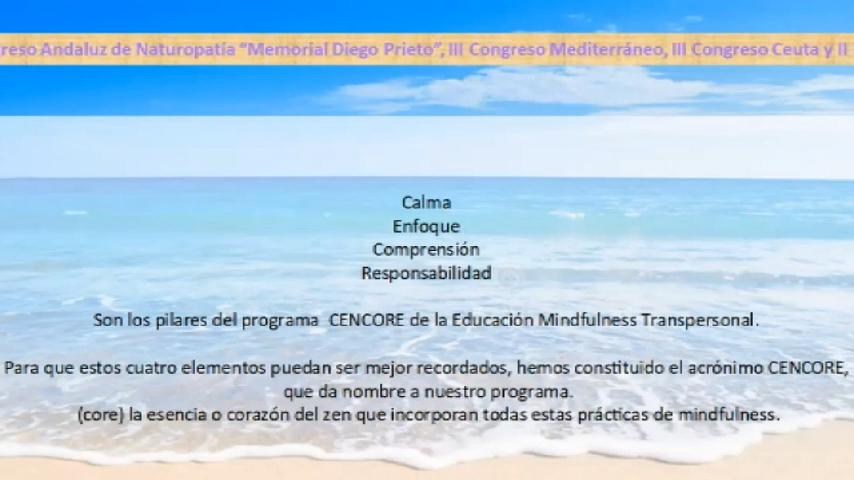 greso Andaluz de Naturopatía “Memorial Diego Prieto”, III Congreso Mediterráneo, III Congreso Ceuta y II
Calma
Enfoque
Comprensión
Responsabilidad
Son los pilares del programa CENCORE de la Educación Mindfulness Transpersonal.
Para que estos cuatro elementos puedan ser mejor recordados, hemos constituido el acrónimo CENCORE,
que da nombre a nuestro programa.
(core) la esencia o corazón del zen que incorporan todas estas prácticas de mindfulness.